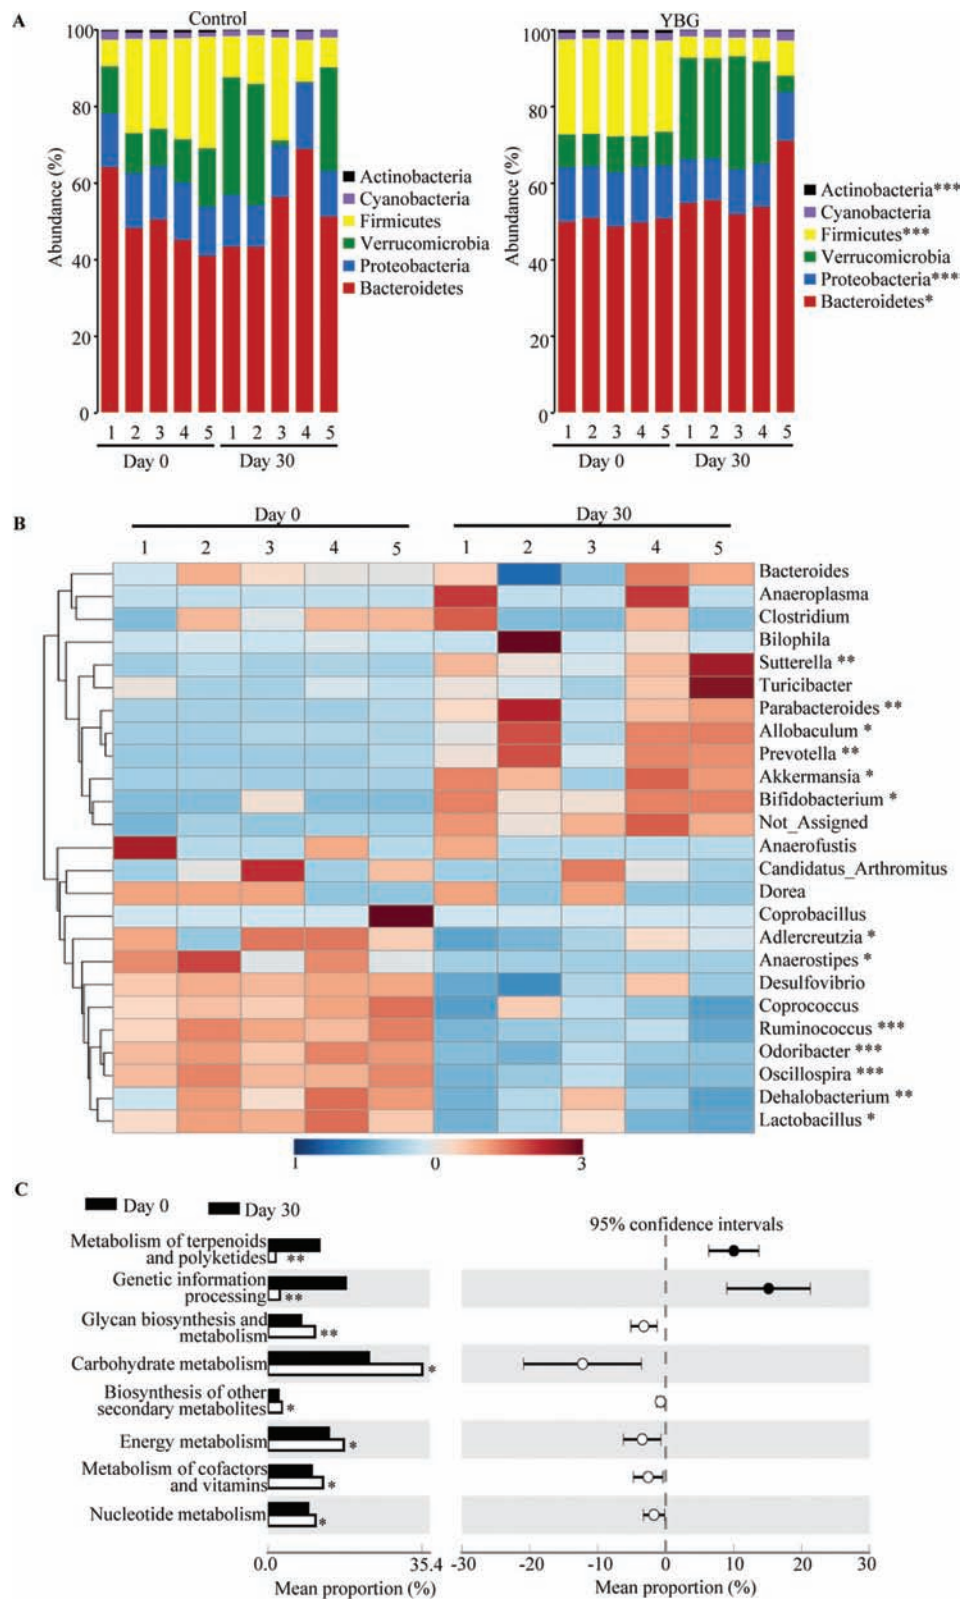 A
Control
100
80
60
40
20
0
Abundance (%)
1 2 3 4 5 1 2 3 4 5
Day 0 Day 30
Actinobacteria
Cyanobacteria
Firmicutes
Verrucomicrobia
Proteobacteria
Bacteroidetes
YBG
100
80
60
40
20
0
Abundance (%)
1 2 3 4 5 1 2 3 4 5
Day 0 Day 30
Actinobacteria***
Cyanobacteria
Firmicutes***
Verrucomicrobia
Proteobacteria***
Bacteroidetes*
B
Day 0 Day 30
1 2 3 4 5 1 2 3 4 5
Bacteroides
Anaeroplasma
Clostridium
Bilophila
Sutterella **
Turicibacter
Parabacteroides **
Allobaculum *
Prevotella **
Akkermansia *
Bifidobacterium *
Not_Assigned
Anaerofustis
Candidatus_Arthromitus
Dorea
Coprobacillus
Adlercreutzia *
Anaerostipes *
Desulfovibrio
Coprococcus
Ruminococcus ***
Odoribacter ***
Oscillospira ***
Dehalobacterium **
Lactobacillus *
1 0 3
C
Day 0 Day 30
95% confidence intervals
Metabolism of terpenoids
and polyketides **
Genetic information
processing **
Glycan biosynthesis and
metabolism **
Carbohydrate metabolism *
Biosynthesis of other
secondary metabolites *
Energy metabolism *
Metabolism of cofactors
and vitamins *
Nucleotide metabolism *
0.0 35.4 -30 -20 -10 0 10 20 30
Mean proportion (%) Mean proportion (%)